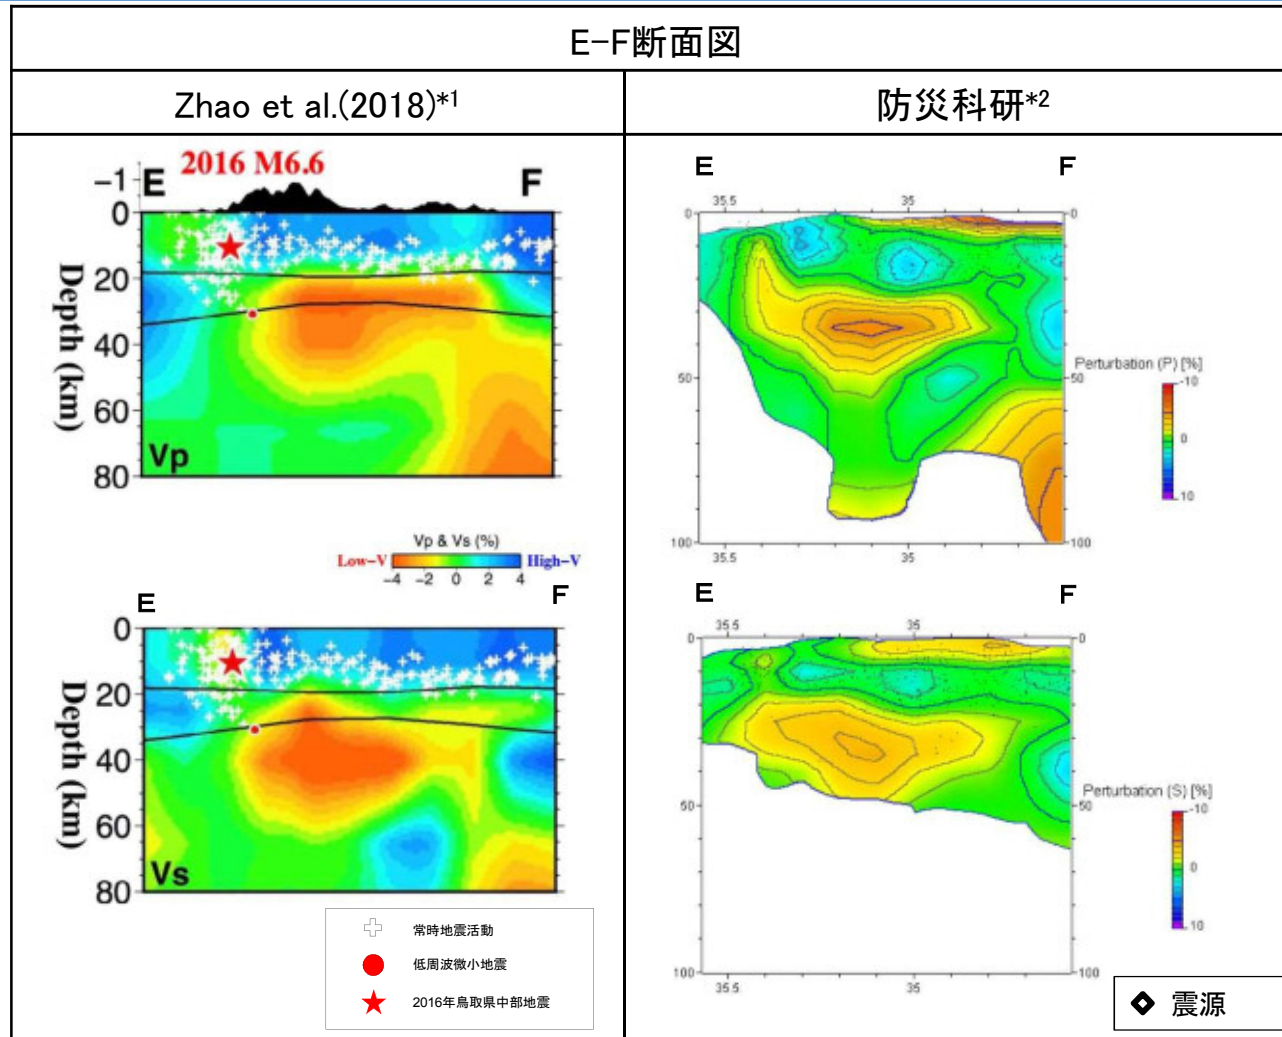 E-F断面図
Zhao et al.(2018)*1
防災科研*2
2016 M6.6
E
F
-1
0
20
40
60
80
Depth (km)
Vp
Vp & Vs (%)
Low-V
High-V
-4 -2 0 2 4
E
F
0
20
40
60
80
Depth (km)
Vs
常時地震活動
低周波微小地震
2016年鳥取県中部地震
E
F
35.5
35
0
50
100
0
50
100
35.5
35
Perturbation (P) [%]
-10
0
10
E
F
35.5
35
0
50
100
0
50
100
35.5
35
Perturbation (S) [%]
-10
0
10
震源